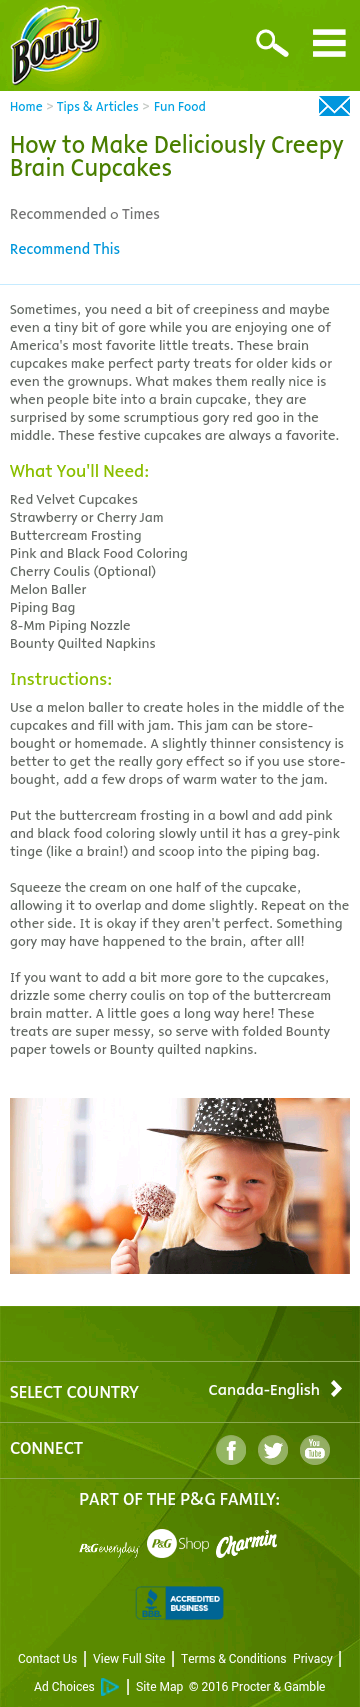 Bounty
Home > Tips & Articles > Fun Food
How to Make Deliciously Creepy
Brain Cupcakes
Recommended 0 Times
Recommend This
Sometimes, you need a bit of creepiness and maybe
even a tiny bit of gore while you are enjoying one of
America's most favorite little treats. These brain
cupcakes make perfect party treats for older kids or
even the grownups. What makes them really nice is
when people bite into a brain cupcake, they are
surprised by some scrumptious gory red goo in the
middle. These festive cupcakes are always a favorite.
What You'll Need:
Red Velvet Cupcakes
Strawberry or Cherry Jam
Buttercream Frosting
Pink and Black Food Coloring
Cherry Coulis (Optional)
Melon Baller
Piping Bag
8-Mm Piping Nozzle
Bounty Quilted Napkins
Instructions:
Use a melon baller to create holes in the middle of the
cupcakes and fill with jam. This jam can be store-
bought or homemade. A slightly thinner consistency is
better to get the really gory effect so if you use store-
bought, add a few drops of warm water to the jam.
Put the buttercream frosting in a bowl and add pink
and black food coloring slowly until it has a grey-pink
tinge (like a brain!) and scoop into the piping bag.
Squeeze the cream on one half of the cupcake,
allowing it to overlap and dome slightly. Repeat on the
other side. It is okay if they aren't perfect. Something
gory may have happened to the brain, after all!
If you want to add a bit more gore to the cupcakes,
drizzle some cherry coulis on top of the buttercream
brain matter. A little goes a long way here! These
treats are super messy, so serve with folded Bounty
paper towels or Bounty quilted napkins.
SELECT COUNTRY Canada-English
CONNECT f You Tube
PART OF THE P&G FAMILY:
P&G everyday P&G Shop Charmin
BBB ACCREDITED BUSINESS
Contact Us | View Full Site | Terms & Conditions Privacy |
Ad Choices | Site Map © 2016 Procter & Gamble